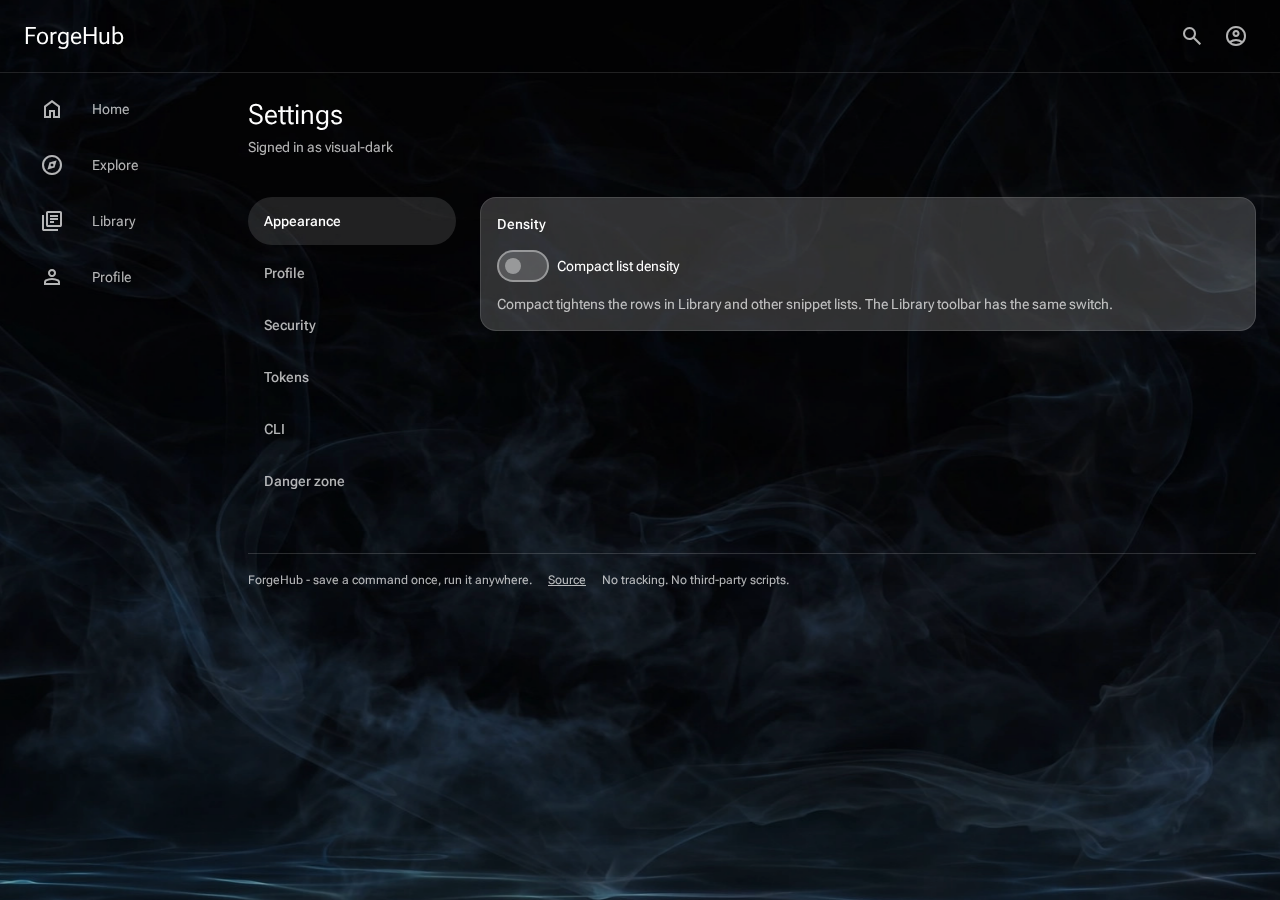 ForgeHub
Home
Explore
Library
Profile
Settings
Signed in as visual-dark
Appearance
Profile
Security
Tokens
CLI
Danger zone
Density
Compact list density
Compact tightens the rows in Library and other snippet lists. The Library toolbar has the same switch.
ForgeHub - save a command once, run it anywhere. Source No tracking. No third-party scripts.